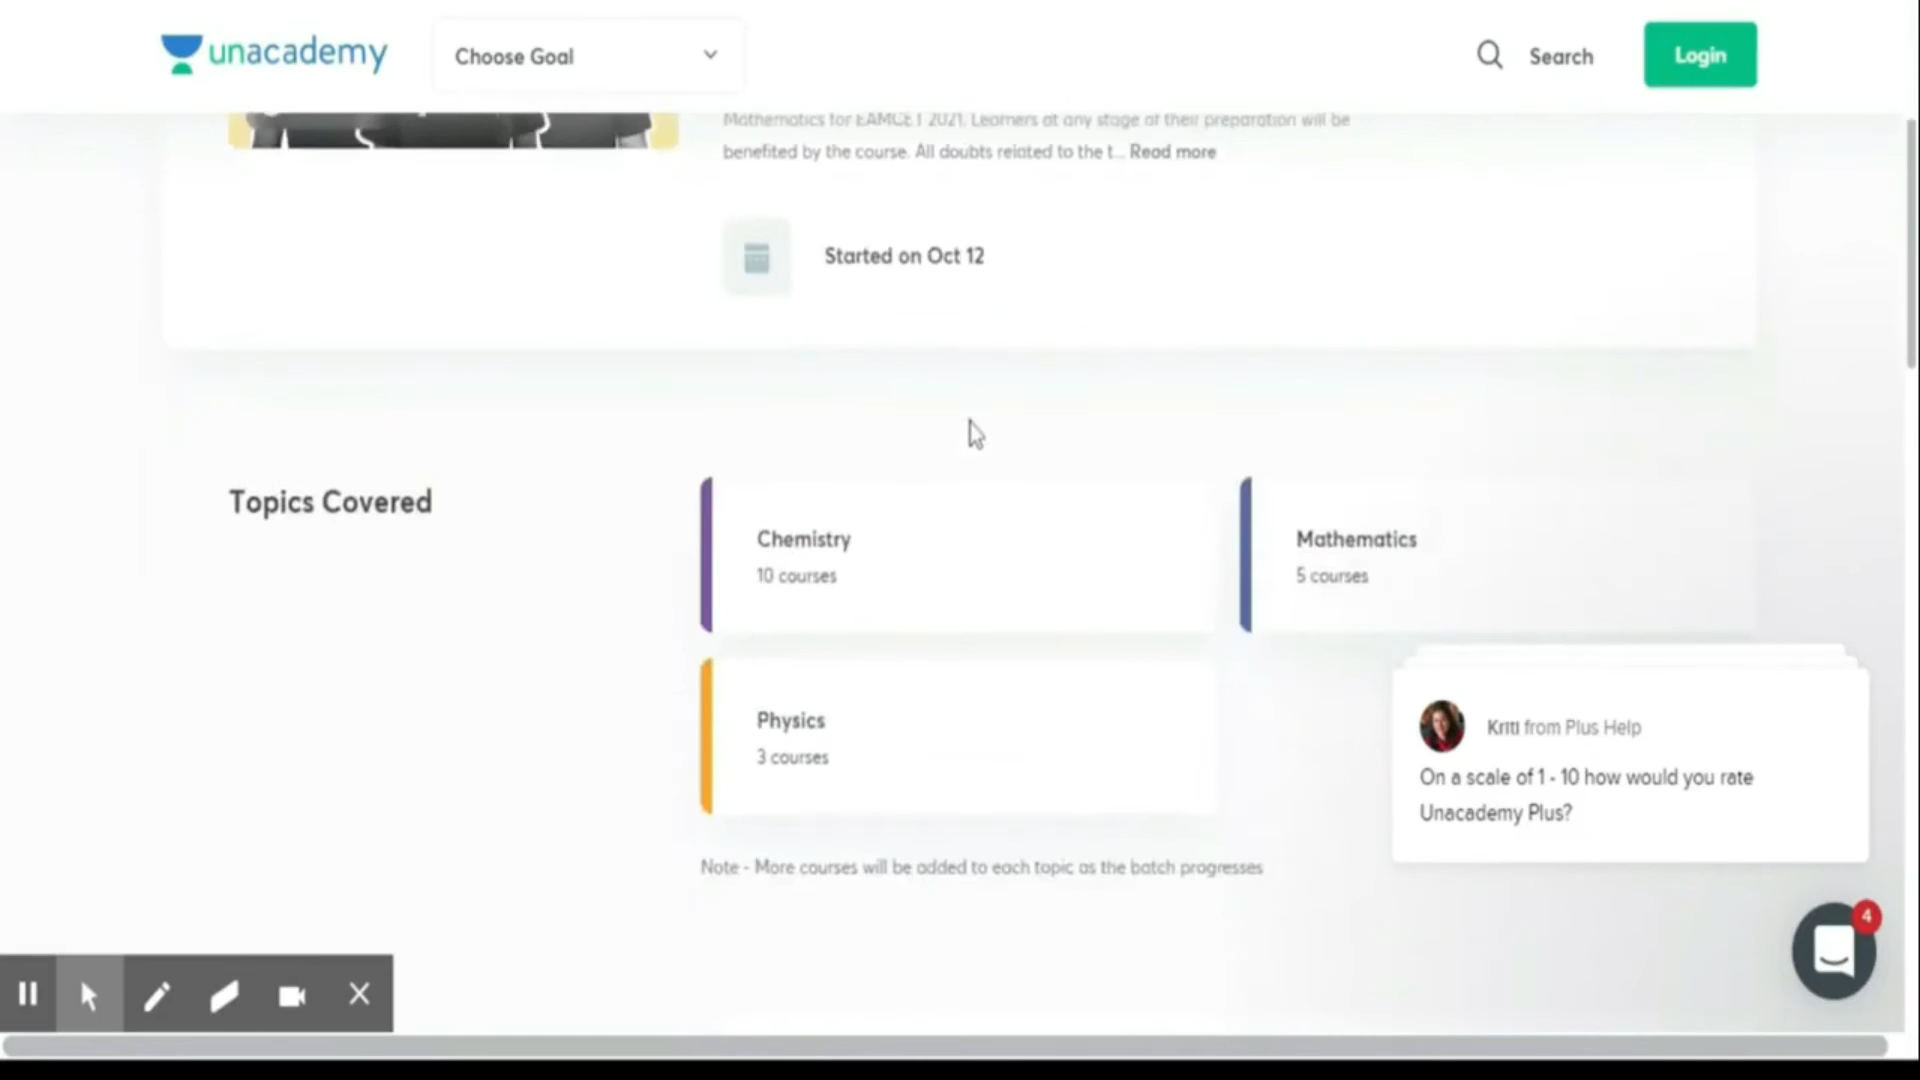 unacademy
Choose Goal
Search
Login
Mathematics for EAMCET 2021. Learners at any stage of their preparation will be
benefited by the course. All doubts related to the t... Read more
Started on Oct 12
Topics Covered
Chemistry
10 courses
Mathematics
5 courses
Physics
3 courses
Kriti from Plus Help
On a scale of 1 - 10 how would you rate
Unacademy Plus?
Note - More courses will be added to each topic as the batch progresses
4